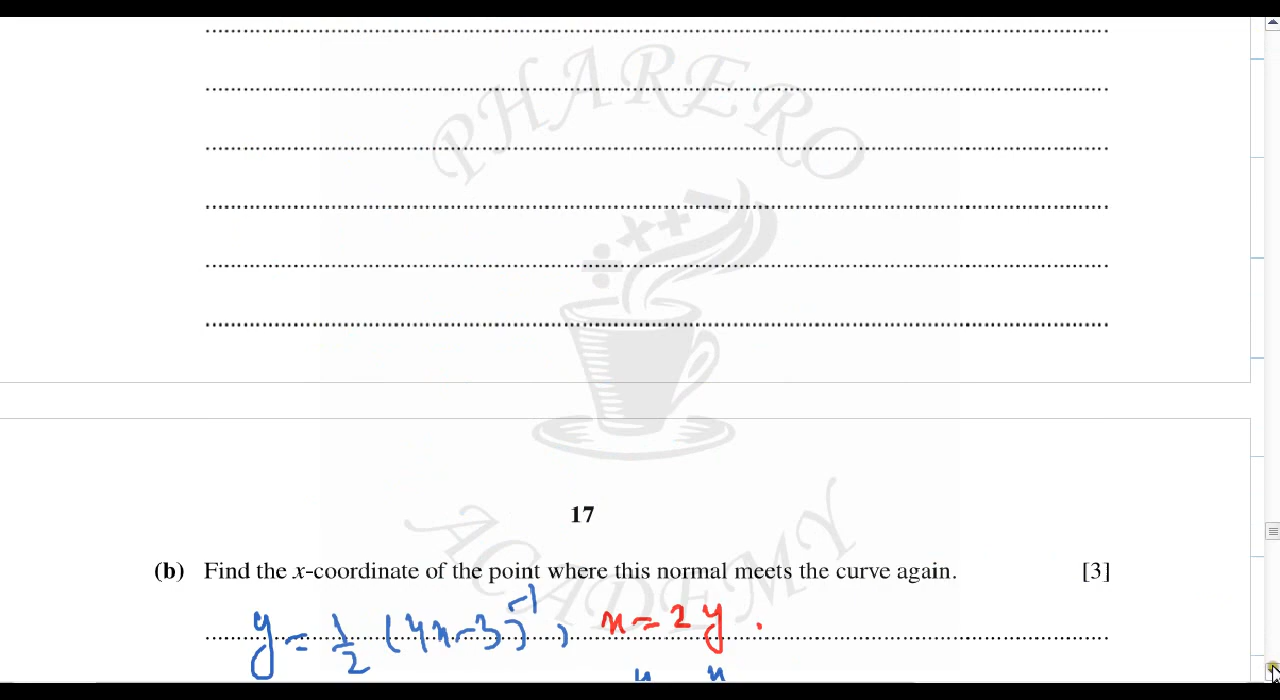 PHARERO
÷×+−
ACADEMY
17
(b) Find the x-coordinate of the point where this normal meets the curve again. [3]
y = 1/2 (4x-3)^-1, x = 2y.